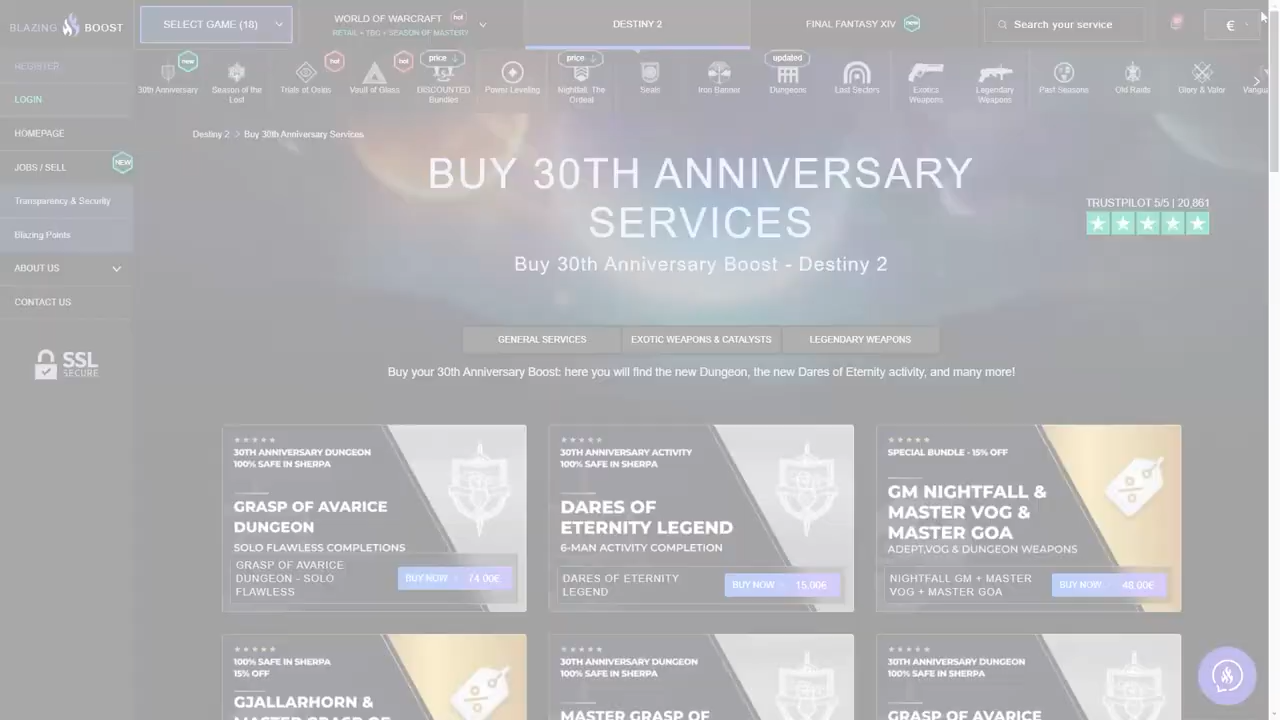 BLAZING BOOST
SELECT GAME (18)
WORLD OF WARCRAFT hot
RETAIL • TBC • SEASON OF MASTERY
DESTINY 2
FINAL FANTASY XIV new
Search your service
€
REGISTER
LOGIN
HOMEPAGE
JOBS / SELL NEW
Transparency & Security
Blazing Points
ABOUT US
CONTACT US
SSL
SECURE
new
30th Anniversary
Season of the
Lost
hot
Trials of Osiris
hot
Vault of Glass
price ↓
DISCOUNTED
Bundles
Power Leveling
price ↓
Nightfall, The
Ordeal
Seals
Iron Banner
updated
Dungeons
Lost Sectors
Exotics
Weapons
Legendary
Weapons
Past Seasons
Old Raids
Glory & Valor
Destiny 2 > Buy 30th Anniversary Services
BUY 30TH ANNIVERSARY
SERVICES
Buy 30th Anniversary Boost - Destiny 2
TRUSTPILOT 5/5 | 20,861
GENERAL SERVICES
EXOTIC WEAPONS & CATALYSTS
LEGENDARY WEAPONS
Buy your 30th Anniversary Boost: here you will find the new Dungeon, the new Dares of Eternity activity, and many more!
30TH ANNIVERSARY DUNGEON
100% SAFE IN SHERPA
GRASP OF AVARICE
DUNGEON
SOLO FLAWLESS COMPLETIONS
GRASP OF AVARICE
DUNGEON - SOLO
FLAWLESS
BUY NOW - 74.00€
30TH ANNIVERSARY ACTIVITY
100% SAFE IN SHERPA
DARES OF
ETERNITY LEGEND
6-MAN ACTIVITY COMPLETION
DARES OF ETERNITY
LEGEND
BUY NOW - 15.00€
SPECIAL BUNDLE - 15% OFF
GM NIGHTFALL &
MASTER VOG &
MASTER GOA
ADEPT,VOG & DUNGEON WEAPONS
NIGHTFALL GM + MASTER
VOG + MASTER GOA
BUY NOW - 48.00€
100% SAFE IN SHERPA
15% OFF
GJALLARHORN &
MASTER GRASP OF
30TH ANNIVERSARY DUNGEON
100% SAFE IN SHERPA
MASTER GRASP OF
30TH ANNIVERSARY DUNGEON
100% SAFE IN SHERPA
GRASP OF AVARICE